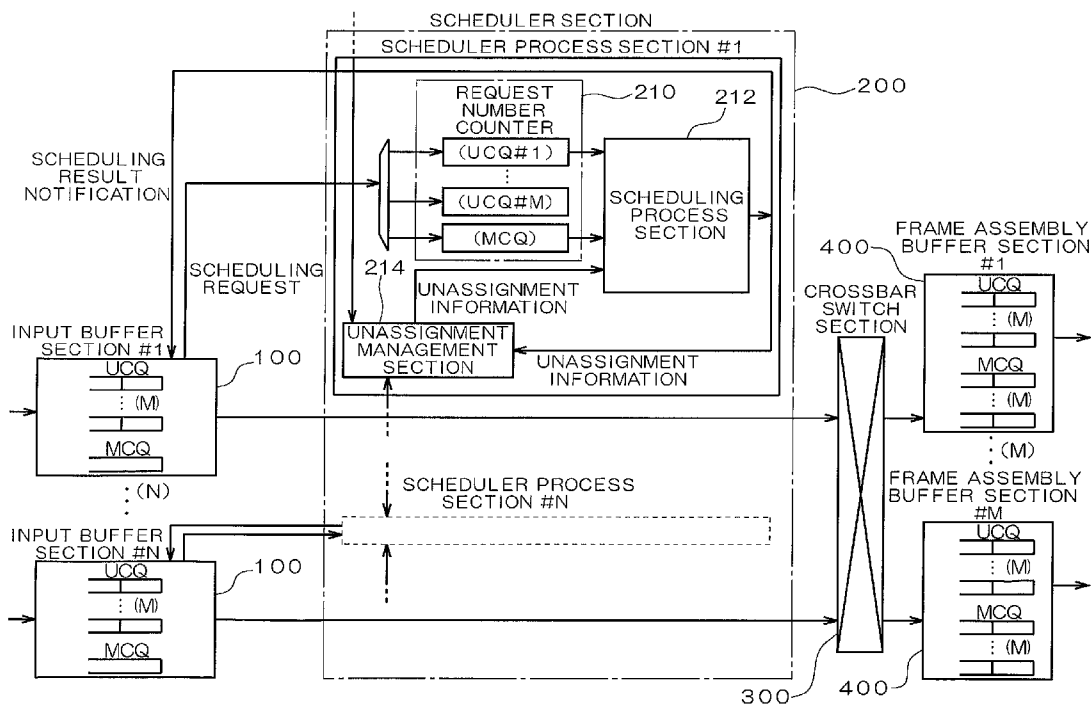 SCHEDULER SECTION
SCHEDULER PROCESS SECTION #1
200
REQUEST
NUMBER
COUNTER
210
212
(UCQ#1)
(UCQ#M)
(MCQ)
SCHEDULING
PROCESS
SECTION
SCHEDULING
RESULT
NOTIFICATION
SCHEDULING
REQUEST
214
UNASSIGNMENT
INFORMATION
UNASSIGNMENT
MANAGEMENT
SECTION
UNASSIGNMENT
INFORMATION
CROSSBAR
SWITCH
SECTION
FRAME ASSEMBLY
BUFFER SECTION
#1
400
UCQ
(M)
MCQ
(M)
(M)
INPUT BUFFER
SECTION #1
100
UCQ
(M)
MCQ
(N)
SCHEDULER PROCESS
SECTION #N
INPUT BUFFER
SECTION #N
100
UCQ
(M)
MCQ
FRAME ASSEMBLY
BUFFER SECTION
#M
UCQ
(M)
MCQ
(M)
300
400